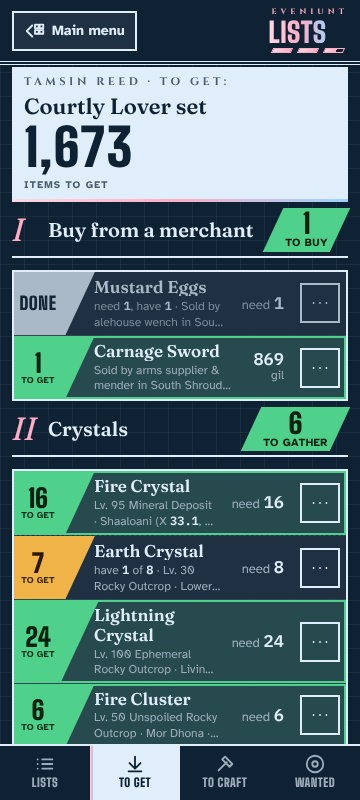 Main menu
EVENIUNT
LISTS
TAMSIN REED · TO GET:
Courtly Lover set
1,673
ITEMS TO GET
I Buy from a merchant 1 TO BUY
DONE
Mustard Eggs
need 1, have 1 · Sold by
alehouse wench in Sou...
need 1
1
TO GET
Carnage Sword
Sold by arms supplier &
mender in South Shroud...
869
gil
II Crystals 6 TO GATHER
16
TO GET
Fire Crystal
Lv. 95 Mineral Deposit
· Shaaloani (X 33.1, ...
need 16
7
TO GET
Earth Crystal
have 1 of 8 · Lv. 30
Rocky Outcrop · Lower...
need 8
24
TO GET
Lightning
Crystal
Lv. 100 Ephemeral
Rocky Outcrop · Livin...
need 24
6
TO GET
Fire Cluster
Lv. 50 Unspoiled Rocky
Outcrop · Mor Dhona ·...
need 6
LISTS
TO GET
TO CRAFT
WANTED